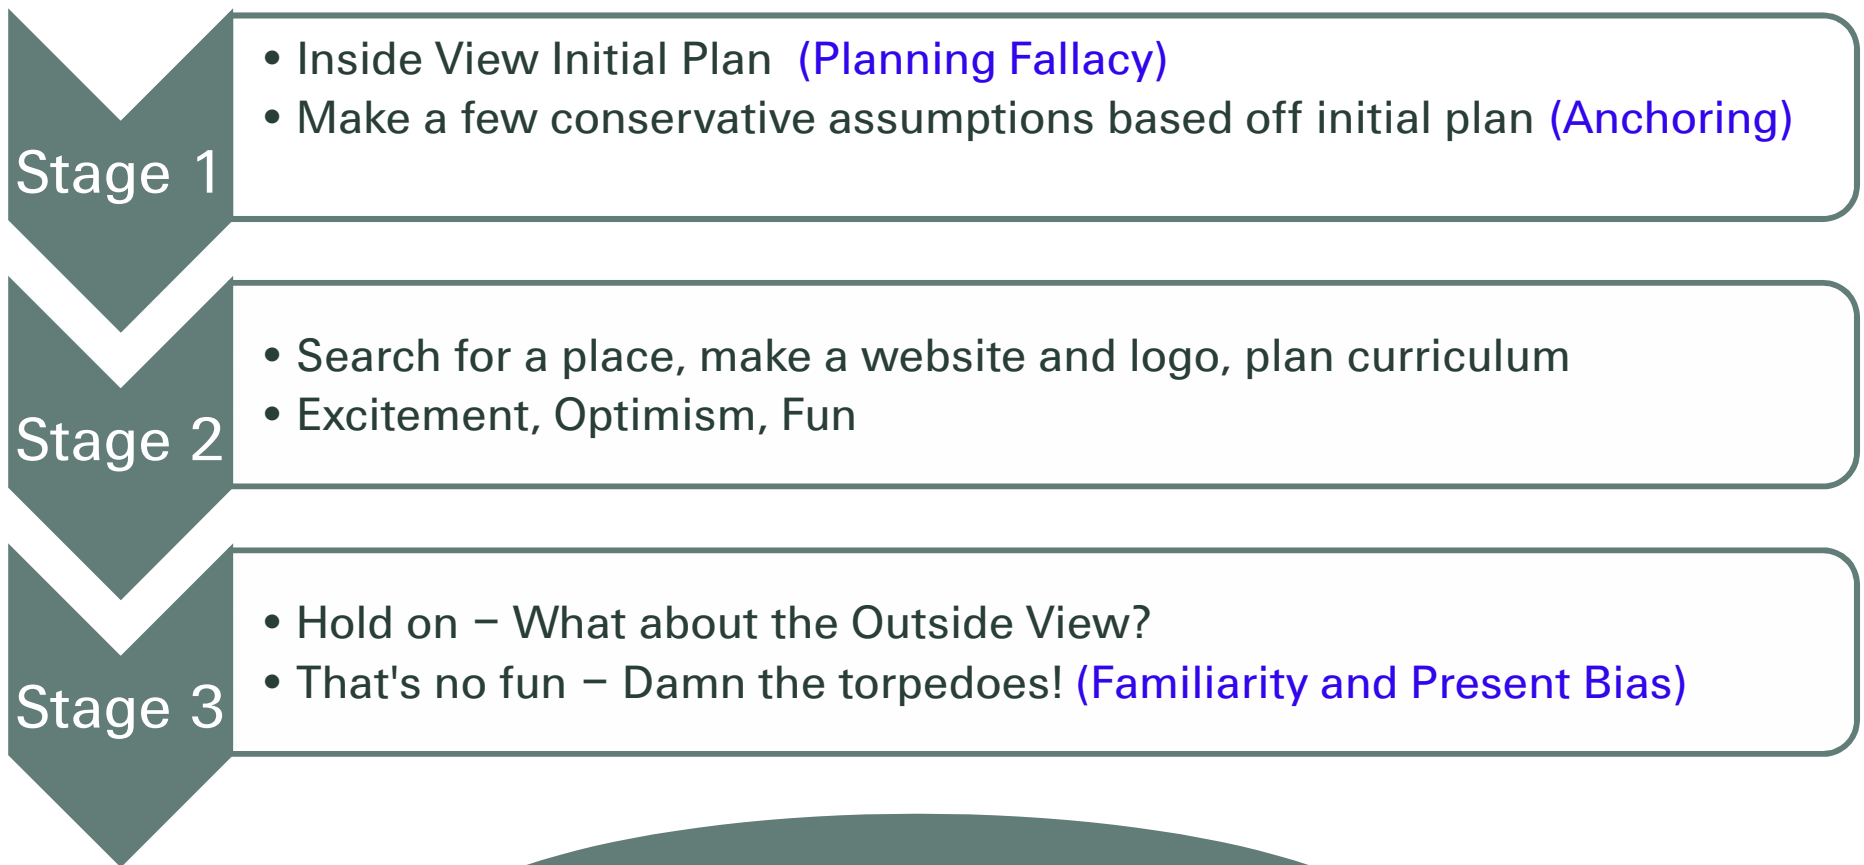 Stage 1
• Inside View Initial Plan (Planning Fallacy)
• Make a few conservative assumptions based off initial plan (Anchoring)
Stage 2
• Search for a place, make a website and logo, plan curriculum
• Excitement, Optimism, Fun
Stage 3
• Hold on – What about the Outside View?
• That's no fun – Damn the torpedoes! (Familiarity and Present Bias)